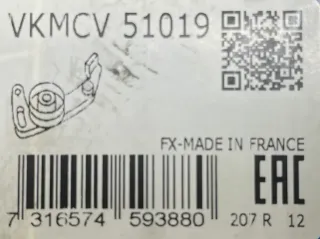 VKMCV 51019
FX-MADE IN FRANCE
EAC
7 316574 593880 207 R 12